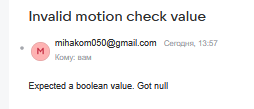 Invalid motion check value
M
mihakom050@gmail.com Сегодня, 13:57
Кому: вам
Expected a boolean value. Got null